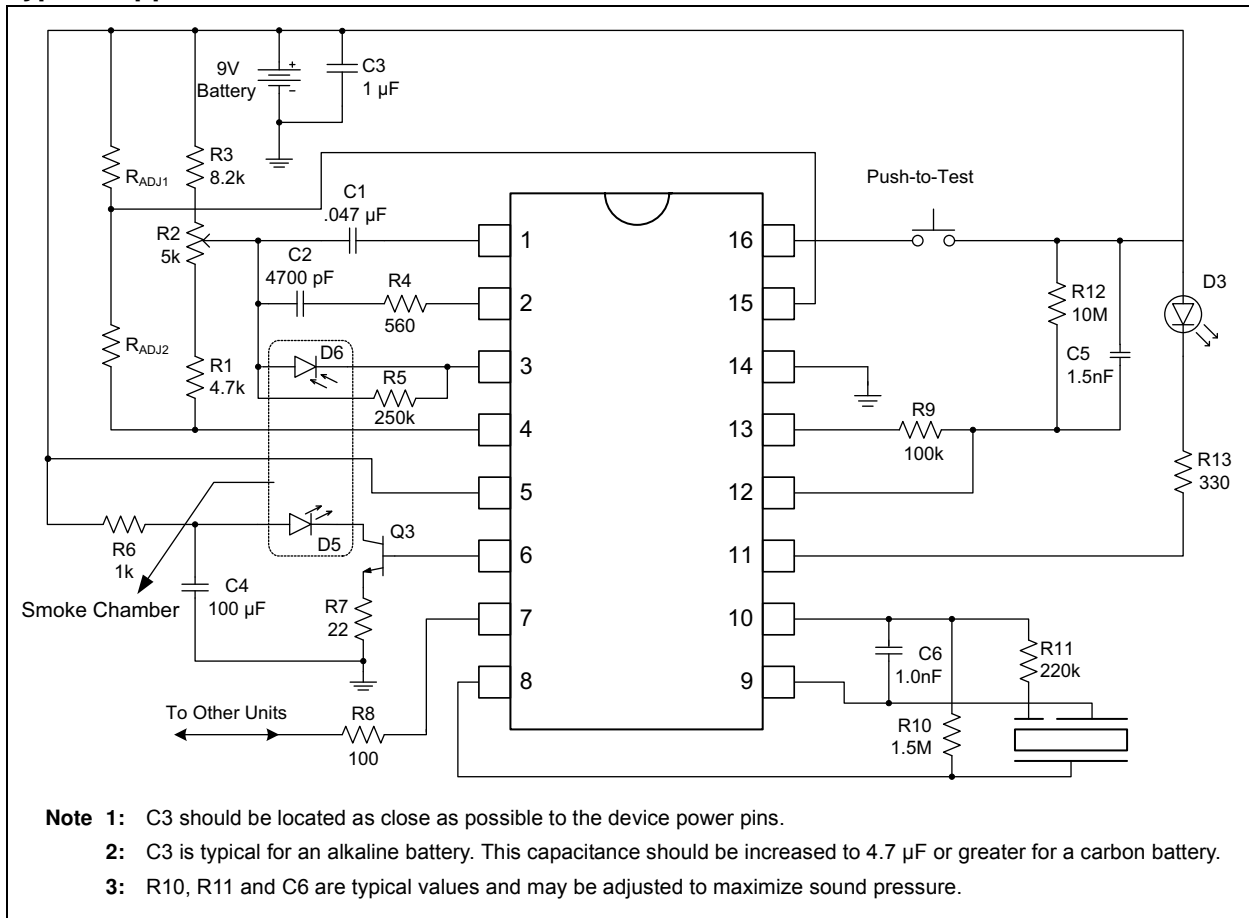 9V
Battery
+
−
C3
1 µF
R3
8.2k
RADJ1
C1
.047 µF
Push-to-Test
R2
5k
1
16
C2
4700 pF
R4
560
2
15
R12
10M
D3
RADJ2
D6
3
14
C5
1.5nF
R1
4.7k
R5
250k
4
13
R9
100k
R13
330
5
12
D5
Q3
6
11
R6
1k
C4
100 µF
Smoke Chamber
R7
22
7
10
C6
1.0nF
R11
220k
8
9
To Other Units
R8
100
R10
1.5M
Note 1: C3 should be located as close as possible to the device power pins.
2: C3 is typical for an alkaline battery. This capacitance should be increased to 4.7 µF or greater for a carbon battery.
3: R10, R11 and C6 are typical values and may be adjusted to maximize sound pressure.